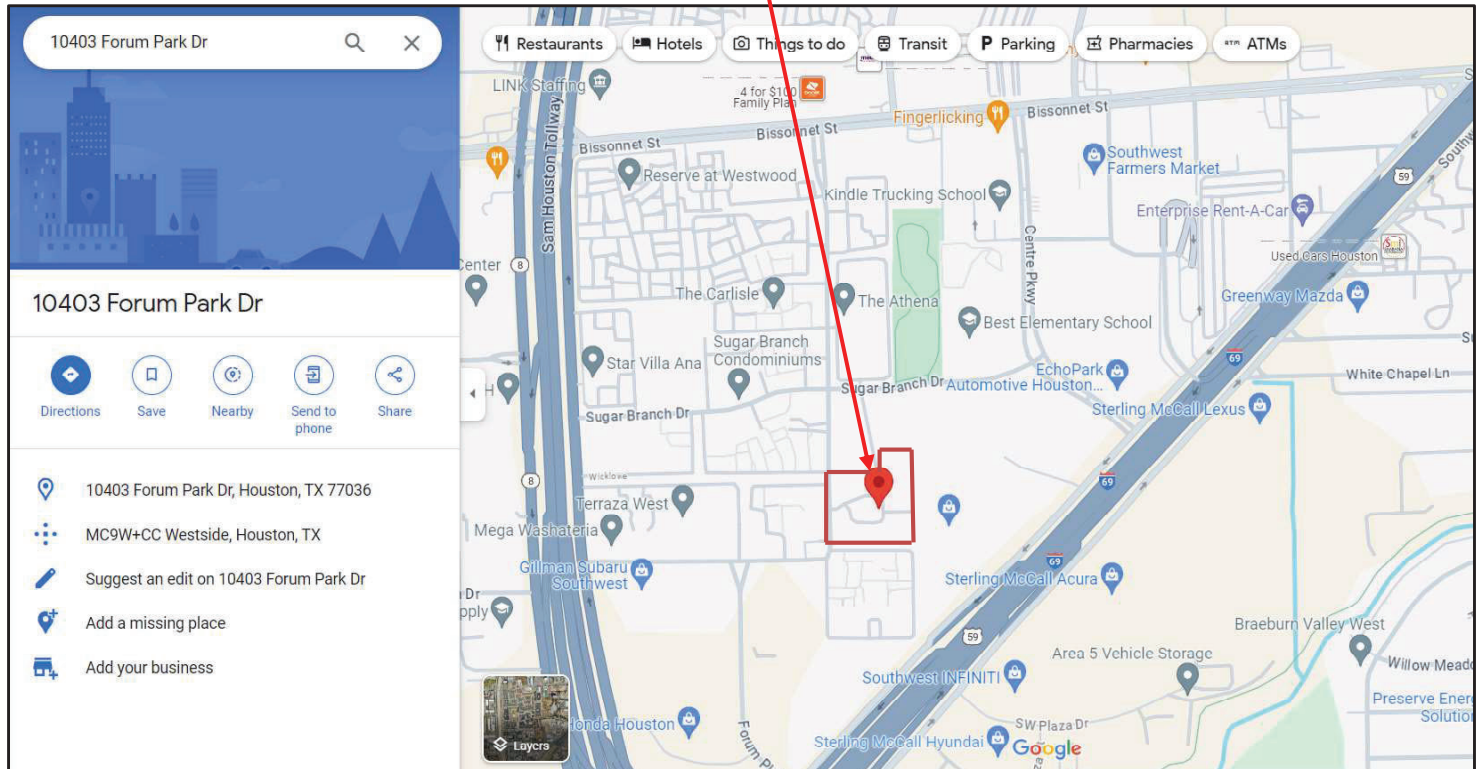 10403 Forum Park Dr
10403 Forum Park Dr
Directions
Save
Nearby
Send to
phone
Share
10403 Forum Park Dr, Houston, TX 77036
MC9W+CC Westside, Houston, TX
Suggest an edit on 10403 Forum Park Dr
Add a missing place
Add your business
Restaurants
Hotels
Things to do
Transit
P Parking
Pharmacies
ATM ATMs
LINK Staffing
4 for $100
Family Plan
Fingerlicking
Bissonnet St
Bissonnet St
Bissonnet St
Sam Houston Tollway
Reserve at Westwood
Kindle Trucking School
Southwest
Farmers Market
59
Enterprise Rent-A-Car
Used Cars Houston
Center
8
Centre Pkwy
The Carlisle
The Athena
Greenway Mazda
Best Elementary School
Sugar Branch
Condominiums
Star Villa Ana
69
EchoPark
Automotive Houston...
White Chapel Ln
Sugar Branch Dr
Sterling McCall Lexus
Sugar Branch Dr
8
Wicklowe
69
Terraza West
Mega Washateria
Gillman Subaru
Southwest
69
Sterling McCall Acura
Dr
pply
59
Braeburn Valley West
Area 5 Vehicle Storage
Willow Mead
Southwest INFINITI
Preserve Ener
Solutio
Layers
Honda Houston
Forum P
SW Plaza Dr
Sterling McCall Hyundai
Google